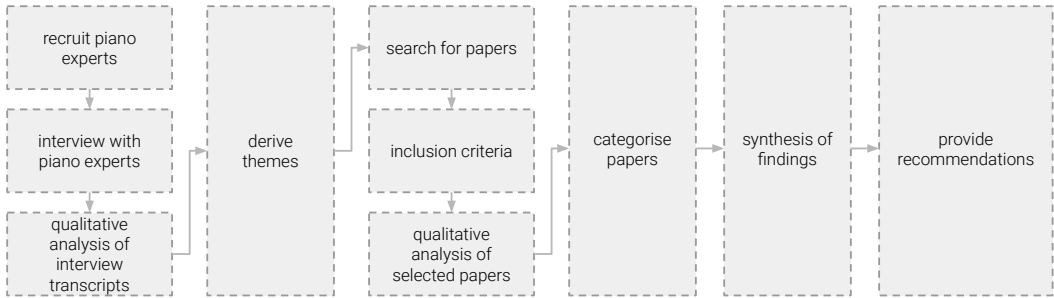 recruit piano
experts
interview with
piano experts
qualitative
analysis of
interview
transcripts
derive
themes
search for papers
inclusion criteria
qualitative
analysis of
selected papers
categorise
papers
synthesis of
findings
provide
recommendations